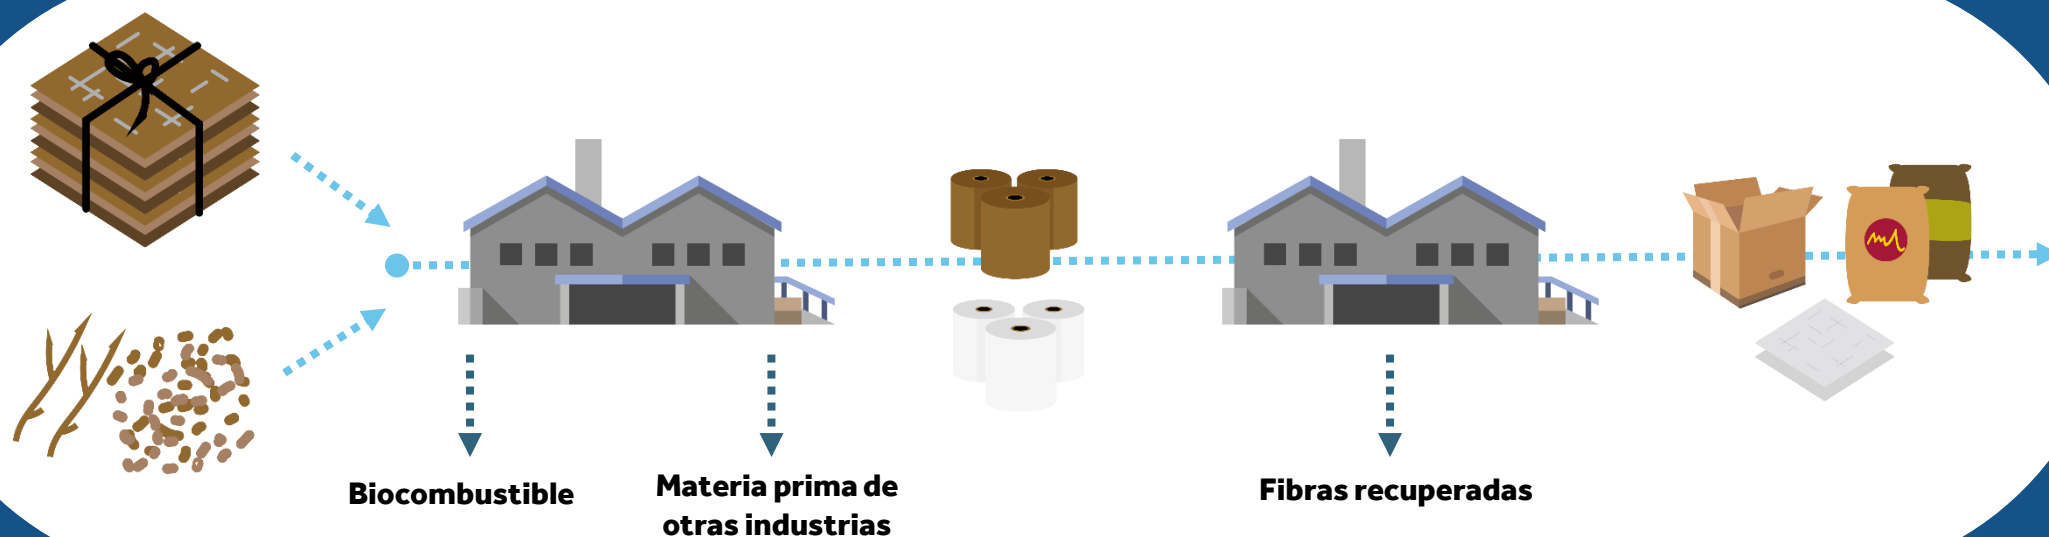 Biocombustible
Materia prima de
otras industrias
Fibras recuperadas